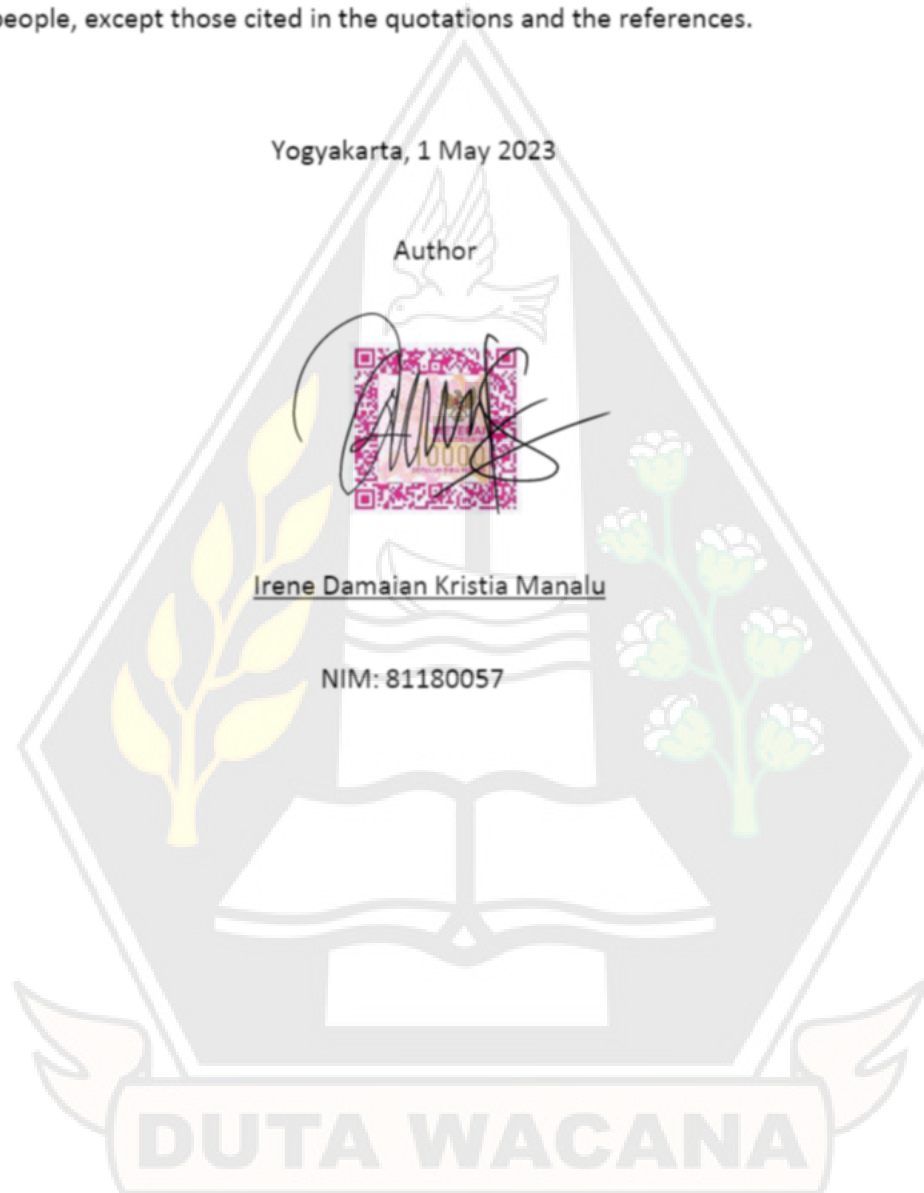 people, except those cited in the quotations and the references.
Yogyakarta, 1 May 2023
Author
Irene Damaian Kristia Manalu
NIM: 81180057
DUTA WACANA